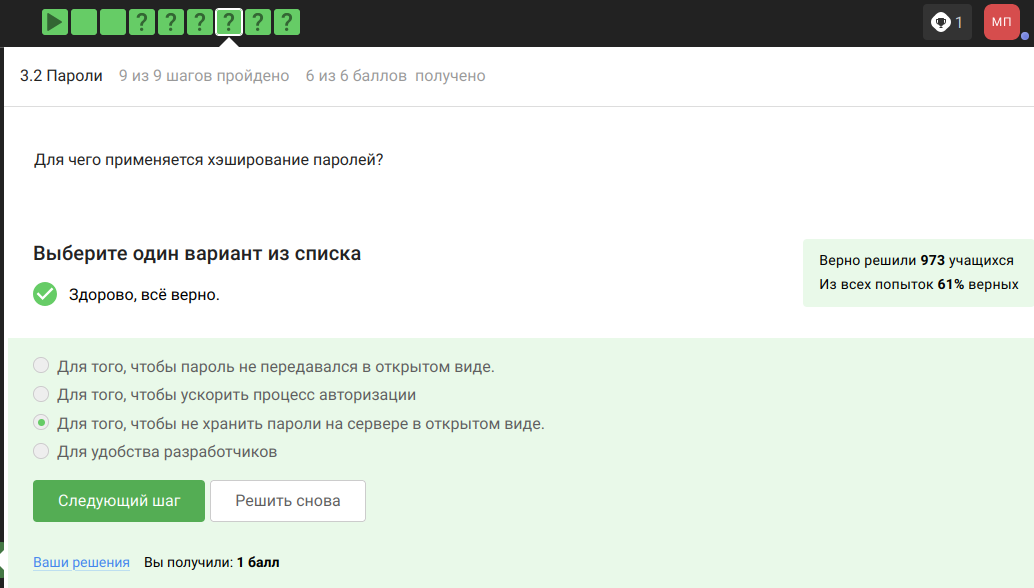 ? ? ? ? ? ?
1
МП
3.2 Пароли 9 из 9 шагов пройдено 6 из 6 баллов получено
Для чего применяется хэширование паролей?
Выберите один вариант из списка
Здорово, всё верно.
Верно решили 973 учащихся
Из всех попыток 61% верных
Для того, чтобы пароль не передавался в открытом виде.
Для того, чтобы ускорить процесс авторизации
Для того, чтобы не хранить пароли на сервере в открытом виде.
Для удобства разработчиков
Следующий шаг
Решить снова
Ваши решения Вы получили: 1 балл